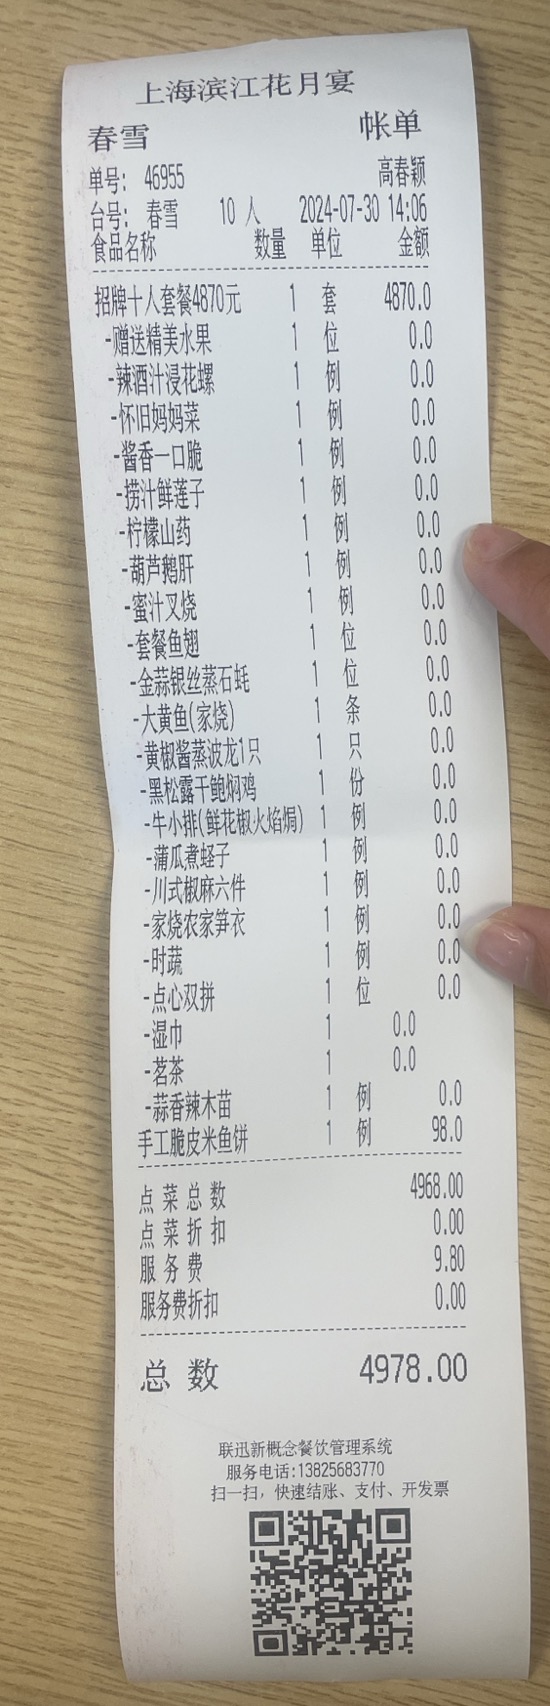 上海滨江花月宴
春雪 帐单
单号： 46955 高春颖
台号： 春雪 10 人 2024-07-30 14:06
食品名称 数量 单位 金额
招牌十人套餐4870元 1 套 4870.0
-赠送精美水果 1 位 0.0
-辣酒汁浸花螺 1 例 0.0
-怀旧妈妈菜 1 例 0.0
-酱香一口脆 1 例 0.0
-捞汁鲜莲子 1 例 0.0
-柠檬山药 1 例 0.0
-葫芦鹅肝 1 例 0.0
-蜜汁叉烧 1 例 0.0
-套餐鱼翅 1 位 0.0
-金蒜银丝蒸石蚝 1 位 0.0
-大黄鱼(家烧) 1 条 0.0
-黄椒酱蒸波龙1只 1 只 0.0
-黑松露干鲍焖鸡 1 份 0.0
-牛小排(鲜花椒火焰焗) 1 例 0.0
-蒲瓜煮蛏子 1 例 0.0
-川式椒麻六件 1 例 0.0
-家烧农家笋衣 1 例 0.0
-时蔬 1 例 0.0
-点心双拼 1 位 0.0
-湿巾 1 0.0
-茗茶 1 0.0
-蒜香辣木苗 1 例 0.0
手工脆皮米鱼饼 1 例 98.0
点菜总数 4968.00
点菜折扣 0.00
服务费 9.80
服务费折扣 0.00
总数 4978.00
联迅新概念餐饮管理系统
服务电话:13825683770
扫一扫，快速结账、支付、开发票